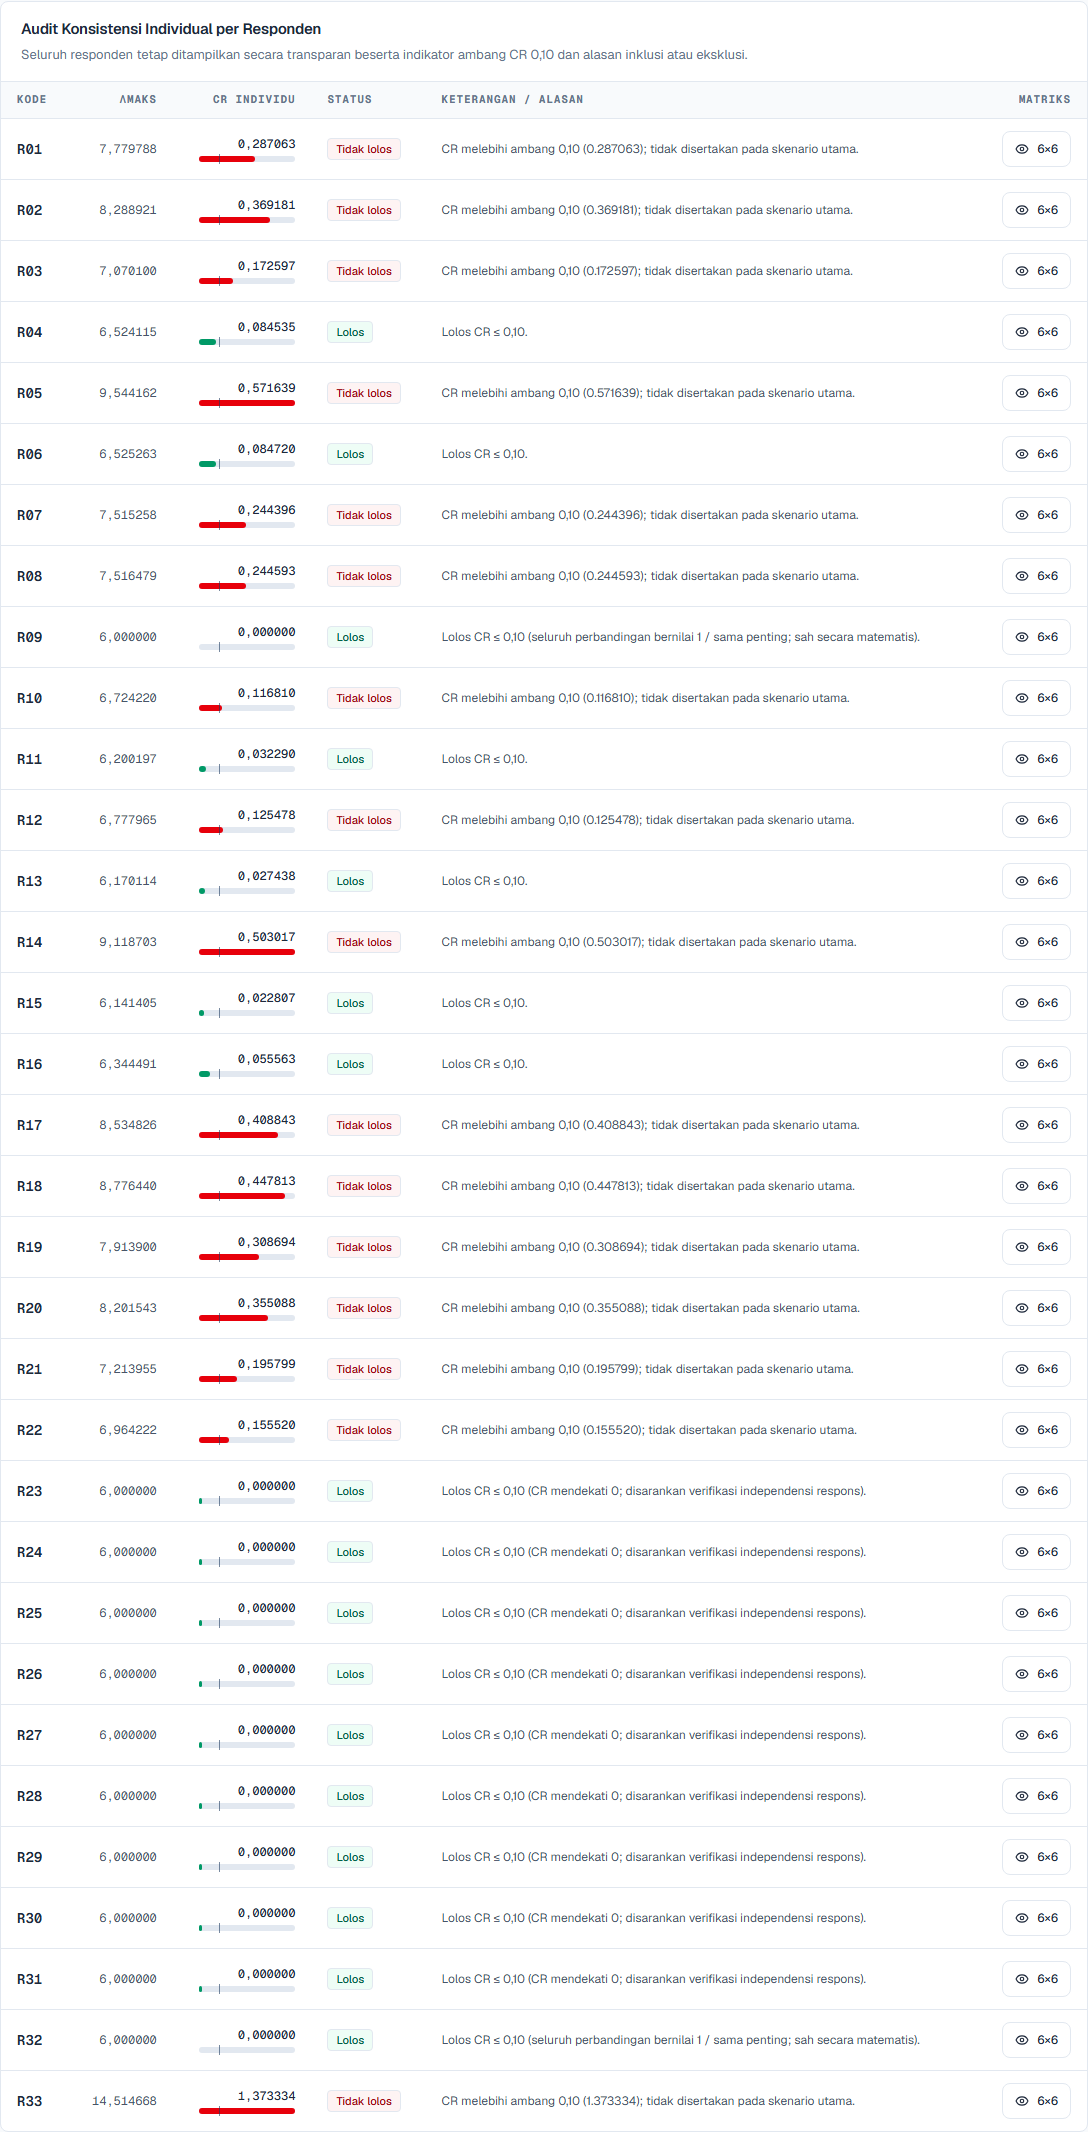 Audit Konsistensi Individual per Responden
Seluruh responden tetap ditampilkan secara transparan beserta indikator ambang CR 0,10 dan alasan inklusi atau eksklusi.
KODE ΛMAKS CR INDIVIDU STATUS KETERANGAN / ALASAN MATRIKS
R01 7,779788 0,287063 Tidak lolos CR melebihi ambang 0,10 (0.287063); tidak disertakan pada skenario utama. 6×6
R02 8,288921 0,369181 Tidak lolos CR melebihi ambang 0,10 (0.369181); tidak disertakan pada skenario utama. 6×6
R03 7,070100 0,172597 Tidak lolos CR melebihi ambang 0,10 (0.172597); tidak disertakan pada skenario utama. 6×6
R04 6,524115 0,084535 Lolos Lolos CR ≤ 0,10. 6×6
R05 9,544162 0,571639 Tidak lolos CR melebihi ambang 0,10 (0.571639); tidak disertakan pada skenario utama. 6×6
R06 6,525263 0,084720 Lolos Lolos CR ≤ 0,10. 6×6
R07 7,515258 0,244396 Tidak lolos CR melebihi ambang 0,10 (0.244396); tidak disertakan pada skenario utama. 6×6
R08 7,516479 0,244593 Tidak lolos CR melebihi ambang 0,10 (0.244593); tidak disertakan pada skenario utama. 6×6
R09 6,000000 0,000000 Lolos Lolos CR ≤ 0,10 (seluruh perbandingan bernilai 1 / sama penting; sah secara matematis). 6×6
R10 6,724220 0,116810 Tidak lolos CR melebihi ambang 0,10 (0.116810); tidak disertakan pada skenario utama. 6×6
R11 6,200197 0,032290 Lolos Lolos CR ≤ 0,10. 6×6
R12 6,777965 0,125478 Tidak lolos CR melebihi ambang 0,10 (0.125478); tidak disertakan pada skenario utama. 6×6
R13 6,170114 0,027438 Lolos Lolos CR ≤ 0,10. 6×6
R14 9,118703 0,503017 Tidak lolos CR melebihi ambang 0,10 (0.503017); tidak disertakan pada skenario utama. 6×6
R15 6,141405 0,022807 Lolos Lolos CR ≤ 0,10. 6×6
R16 6,344491 0,055563 Lolos Lolos CR ≤ 0,10. 6×6
R17 8,534826 0,408843 Tidak lolos CR melebihi ambang 0,10 (0.408843); tidak disertakan pada skenario utama. 6×6
R18 8,776440 0,447813 Tidak lolos CR melebihi ambang 0,10 (0.447813); tidak disertakan pada skenario utama. 6×6
R19 7,913900 0,308694 Tidak lolos CR melebihi ambang 0,10 (0.308694); tidak disertakan pada skenario utama. 6×6
R20 8,201543 0,355088 Tidak lolos CR melebihi ambang 0,10 (0.355088); tidak disertakan pada skenario utama. 6×6
R21 7,213955 0,195799 Tidak lolos CR melebihi ambang 0,10 (0.195799); tidak disertakan pada skenario utama. 6×6
R22 6,964222 0,155520 Tidak lolos CR melebihi ambang 0,10 (0.155520); tidak disertakan pada skenario utama. 6×6
R23 6,000000 0,000000 Lolos Lolos CR ≤ 0,10 (CR mendekati 0; disarankan verifikasi independensi respons). 6×6
R24 6,000000 0,000000 Lolos Lolos CR ≤ 0,10 (CR mendekati 0; disarankan verifikasi independensi respons). 6×6
R25 6,000000 0,000000 Lolos Lolos CR ≤ 0,10 (CR mendekati 0; disarankan verifikasi independensi respons). 6×6
R26 6,000000 0,000000 Lolos Lolos CR ≤ 0,10 (CR mendekati 0; disarankan verifikasi independensi respons). 6×6
R27 6,000000 0,000000 Lolos Lolos CR ≤ 0,10 (CR mendekati 0; disarankan verifikasi independensi respons). 6×6
R28 6,000000 0,000000 Lolos Lolos CR ≤ 0,10 (CR mendekati 0; disarankan verifikasi independensi respons). 6×6
R29 6,000000 0,000000 Lolos Lolos CR ≤ 0,10 (CR mendekati 0; disarankan verifikasi independensi respons). 6×6
R30 6,000000 0,000000 Lolos Lolos CR ≤ 0,10 (CR mendekati 0; disarankan verifikasi independensi respons). 6×6
R31 6,000000 0,000000 Lolos Lolos CR ≤ 0,10 (CR mendekati 0; disarankan verifikasi independensi respons). 6×6
R32 6,000000 0,000000 Lolos Lolos CR ≤ 0,10 (seluruh perbandingan bernilai 1 / sama penting; sah secara matematis). 6×6
R33 14,514668 1,373334 Tidak lolos CR melebihi ambang 0,10 (1.373334); tidak disertakan pada skenario utama. 6×6